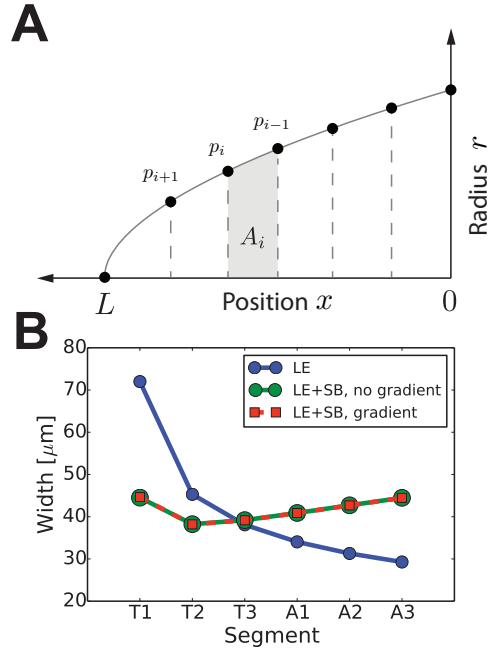 A
p_{i+1}
p_i
p_{i−1}
A_i
Radius r
L
Position x
0
B
80
70
60
50
40
30
20
Width [μm]
LE
LE+SB, no gradient
LE+SB, gradient
T1 T2 T3 A1 A2 A3
Segment